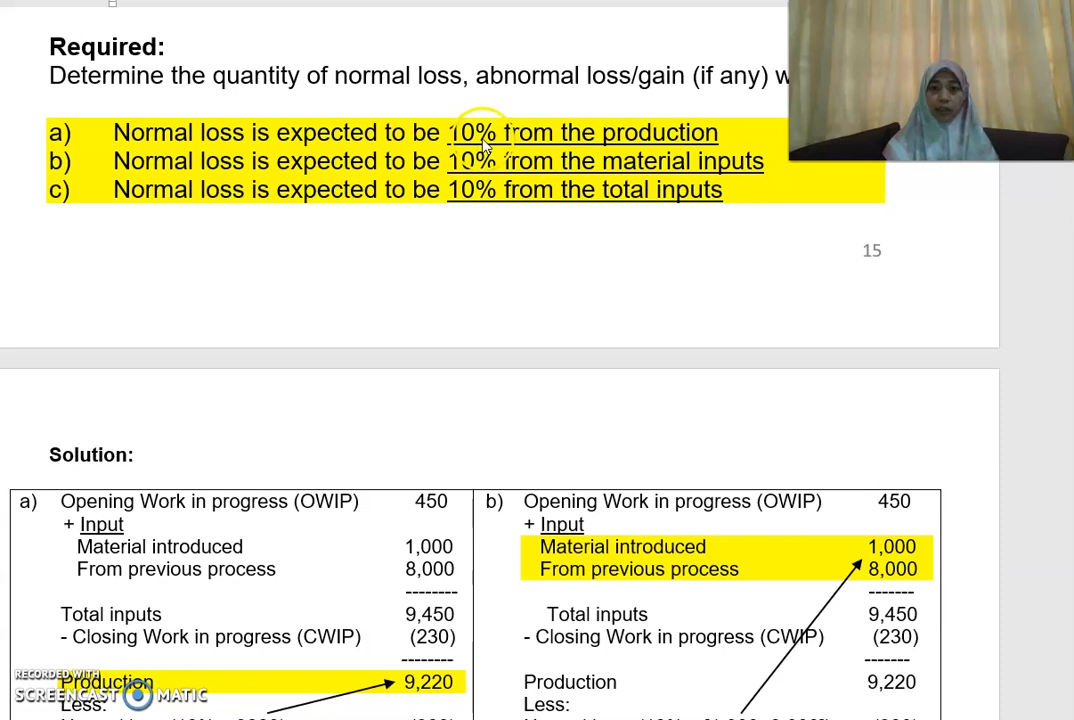 Required:
Determine the quantity of normal loss, abnormal loss/gain (if any) w
a) Normal loss is expected to be 10% from the production
b) Normal loss is expected to be 10% from the material inputs
c) Normal loss is expected to be 10% from the total inputs
15
Solution:
a) Opening Work in progress (OWIP) 450
+ Input
Material introduced 1,000
From previous process 8,000
--------
Total inputs 9,450
- Closing Work in progress (CWIP) (230)
--------
Production 9,220
Less:
b) Opening Work in progress (OWIP) 450
+ Input
Material introduced 1,000
From previous process 8,000
-------
Total inputs 9,450
- Closing Work in progress (CWIP) (230)
-------
Production 9,220
Less:
RECORDED WITH
SCREENCAST MATIC